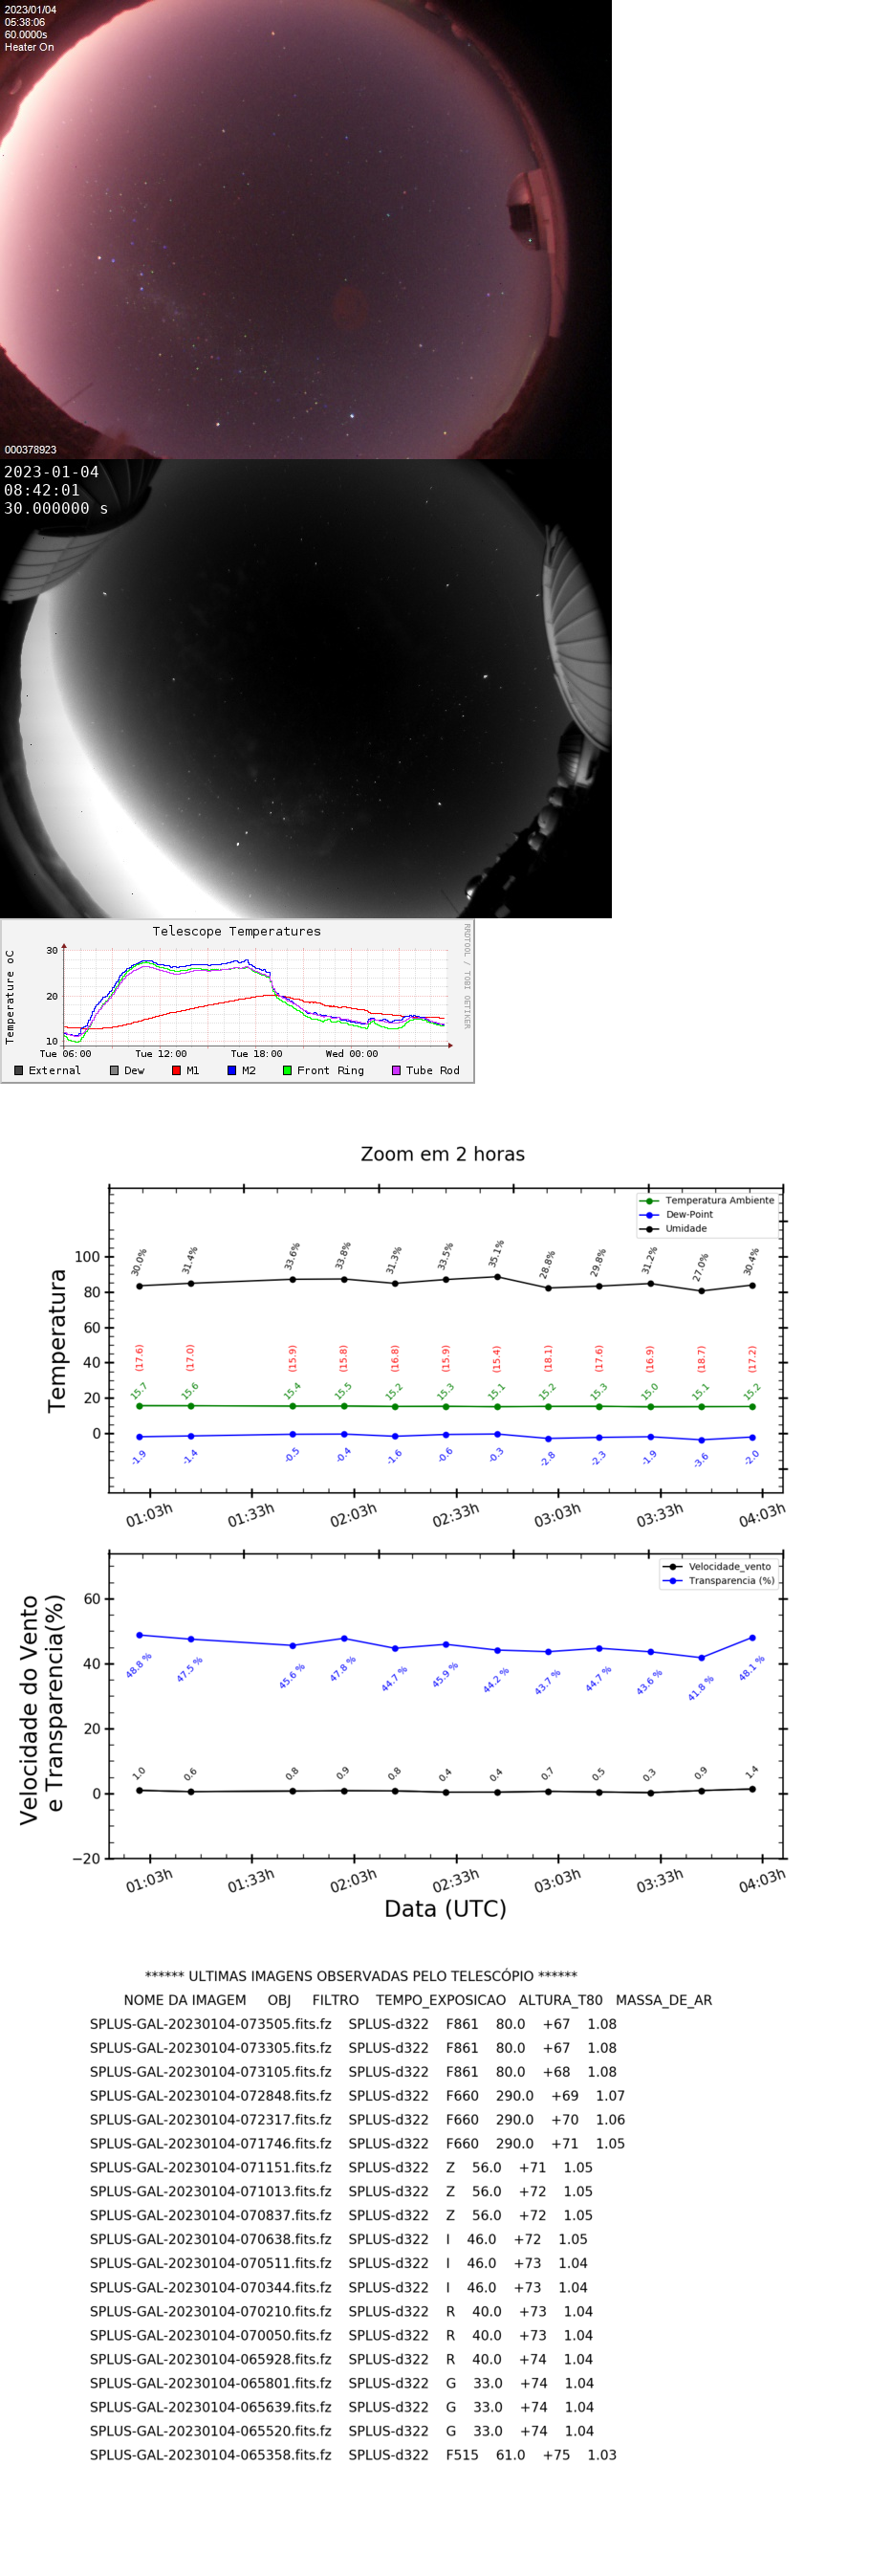 2023/01/04
05:38:06
60.0000s
Heater On
000378923
2023-01-04
08:42:01
30.000000 s
Telescope Temperatures
RRDTOOL / TOBI OETIKER
Temperature oC
30
20
10
Tue 06:00 Tue 12:00 Tue 18:00 Wed 00:00
External Dew M1 M2 Front Ring Tube Rod
Zoom em 2 horas
Temperatura Ambiente
Dew-Point
Umidade
Temperatura
100
80
60
40
20
0
30.0% 31.4% 33.6% 33.8% 31.3% 33.5% 35.1% 28.8% 29.8% 31.2% 27.0% 30.4%
(17.6) (17.0) (15.9) (15.8) (16.8) (15.9) (15.4) (18.1) (17.6) (16.9) (18.7) (17.2)
15.7 15.6 15.4 15.5 15.2 15.3 15.1 15.2 15.3 15.0 15.1 15.2
-1.9 -1.4 -0.5 -0.4 -1.6 -0.6 -0.3 -2.8 -2.3 -1.9 -3.6 -2.0
01:03h 01:33h 02:03h 02:33h 03:03h 03:33h 04:03h
Velocidade_vento
Transparencia (%)
Velocidade do Vento
e Transparencia(%)
60
40
20
0
−20
48.8 % 47.5 % 45.6 % 47.8 % 44.7 % 45.9 % 44.2 % 43.7 % 44.7 % 43.6 % 41.8 % 48.1 %
1.0 0.6 0.8 0.9 0.8 0.4 0.4 0.7 0.5 0.3 0.9 1.4
01:03h 01:33h 02:03h 02:33h 03:03h 03:33h 04:03h
Data (UTC)
****** ULTIMAS IMAGENS OBSERVADAS PELO TELESCÓPIO ******
NOME DA IMAGEM OBJ FILTRO TEMPO_EXPOSICAO ALTURA_T80 MASSA_DE_AR
SPLUS-GAL-20230104-073505.fits.fz SPLUS-d322 F861 80.0 +67 1.08
SPLUS-GAL-20230104-073305.fits.fz SPLUS-d322 F861 80.0 +67 1.08
SPLUS-GAL-20230104-073105.fits.fz SPLUS-d322 F861 80.0 +68 1.08
SPLUS-GAL-20230104-072848.fits.fz SPLUS-d322 F660 290.0 +69 1.07
SPLUS-GAL-20230104-072317.fits.fz SPLUS-d322 F660 290.0 +70 1.06
SPLUS-GAL-20230104-071746.fits.fz SPLUS-d322 F660 290.0 +71 1.05
SPLUS-GAL-20230104-071151.fits.fz SPLUS-d322 Z 56.0 +71 1.05
SPLUS-GAL-20230104-071013.fits.fz SPLUS-d322 Z 56.0 +72 1.05
SPLUS-GAL-20230104-070837.fits.fz SPLUS-d322 Z 56.0 +72 1.05
SPLUS-GAL-20230104-070638.fits.fz SPLUS-d322 I 46.0 +72 1.05
SPLUS-GAL-20230104-070511.fits.fz SPLUS-d322 I 46.0 +73 1.04
SPLUS-GAL-20230104-070344.fits.fz SPLUS-d322 I 46.0 +73 1.04
SPLUS-GAL-20230104-070210.fits.fz SPLUS-d322 R 40.0 +73 1.04
SPLUS-GAL-20230104-070050.fits.fz SPLUS-d322 R 40.0 +73 1.04
SPLUS-GAL-20230104-065928.fits.fz SPLUS-d322 R 40.0 +74 1.04
SPLUS-GAL-20230104-065801.fits.fz SPLUS-d322 G 33.0 +74 1.04
SPLUS-GAL-20230104-065639.fits.fz SPLUS-d322 G 33.0 +74 1.04
SPLUS-GAL-20230104-065520.fits.fz SPLUS-d322 G 33.0 +74 1.04
SPLUS-GAL-20230104-065358.fits.fz SPLUS-d322 F515 61.0 +75 1.03